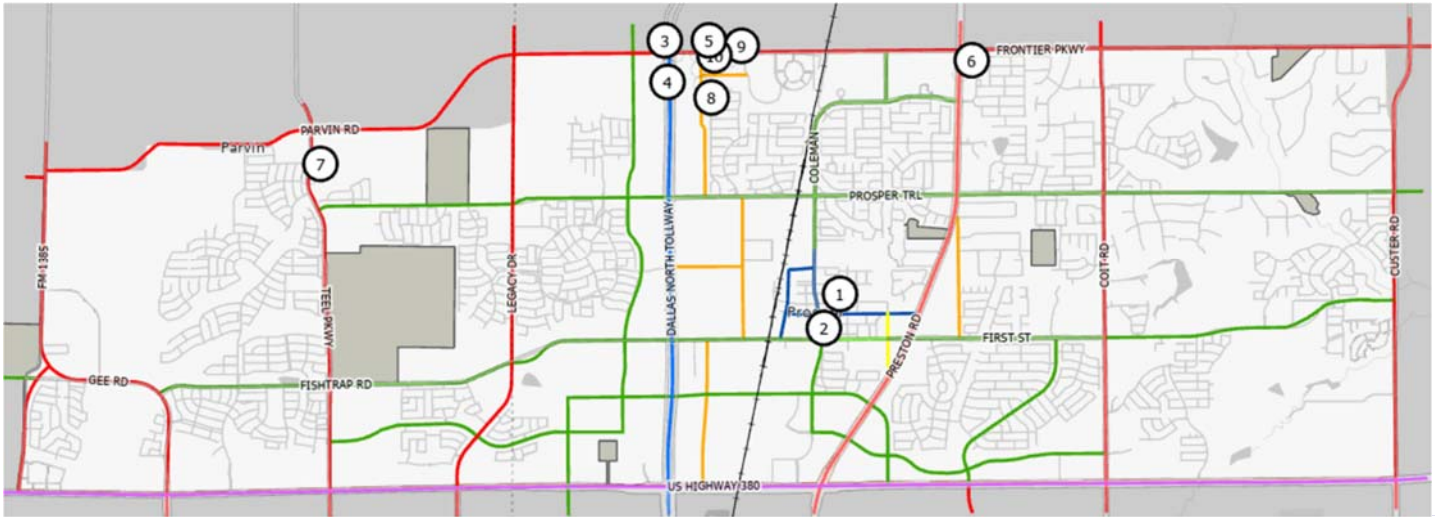 3
5
9
10
FRONTIER PKWY
6
4
8
PARVIN RD
Parvin
7
COLEMAN
PROSPER TRL
FM 1385
TEEL PKWY
LEGACY DR
DALLAS NORTH TOLLWAY
COIT RD
CUSTER RD
1
Pro
2
PRESTON RD
FIRST ST
GEE RD
FISHTRAP RD
US HIGHWAY 380